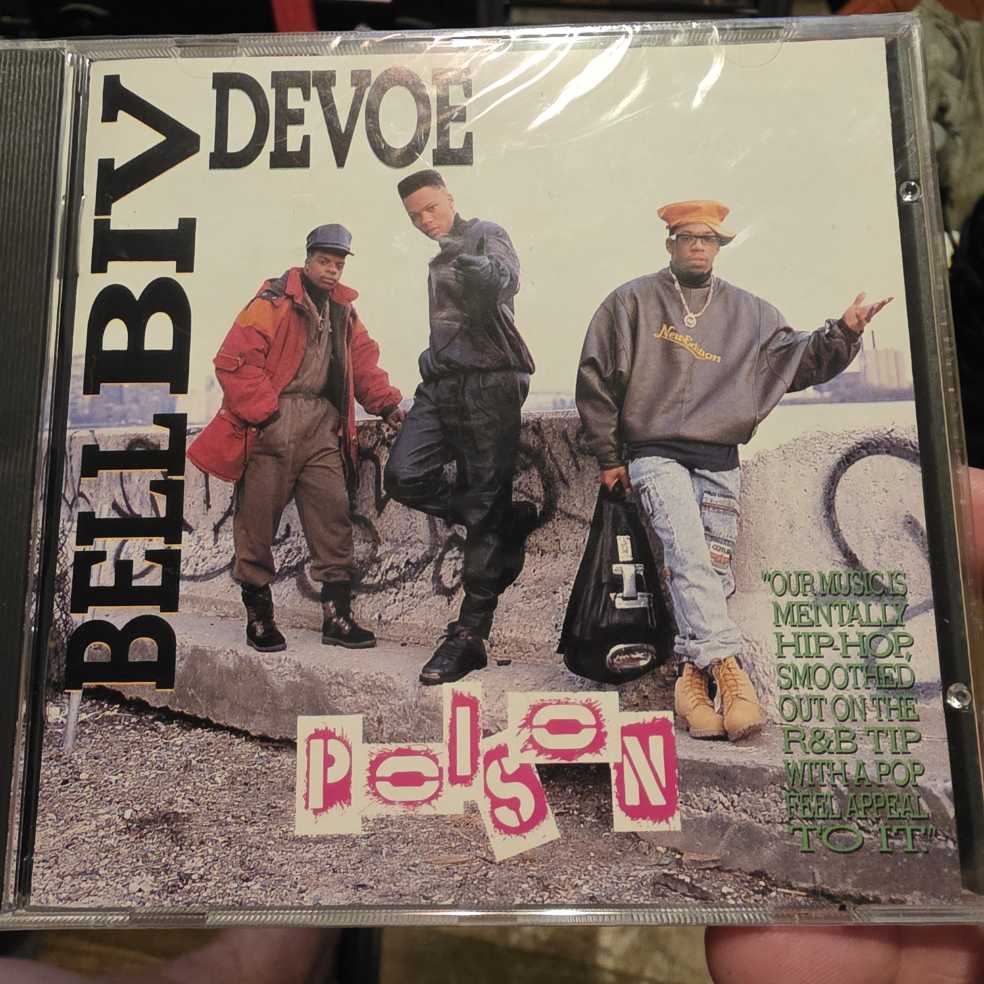 BELL BIV
DEVOE
New Edition
POISON
"OUR MUSIC IS
MENTALLY
HIP-HOP,
SMOOTHED
OUT ON THE
R&B TIP
WITH A POP
FEEL APPEAL
TO IT"